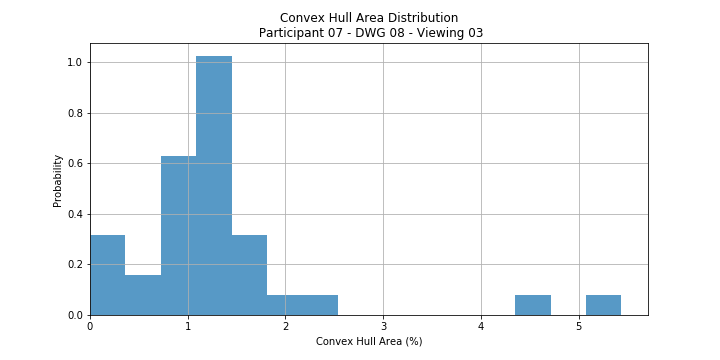 Convex Hull Area Distribution
Participant 07 - DWG 08 - Viewing 03
1.0
0.8
0.6
0.4
0.2
0.0
Probability
0 1 2 3 4 5
Convex Hull Area (%)